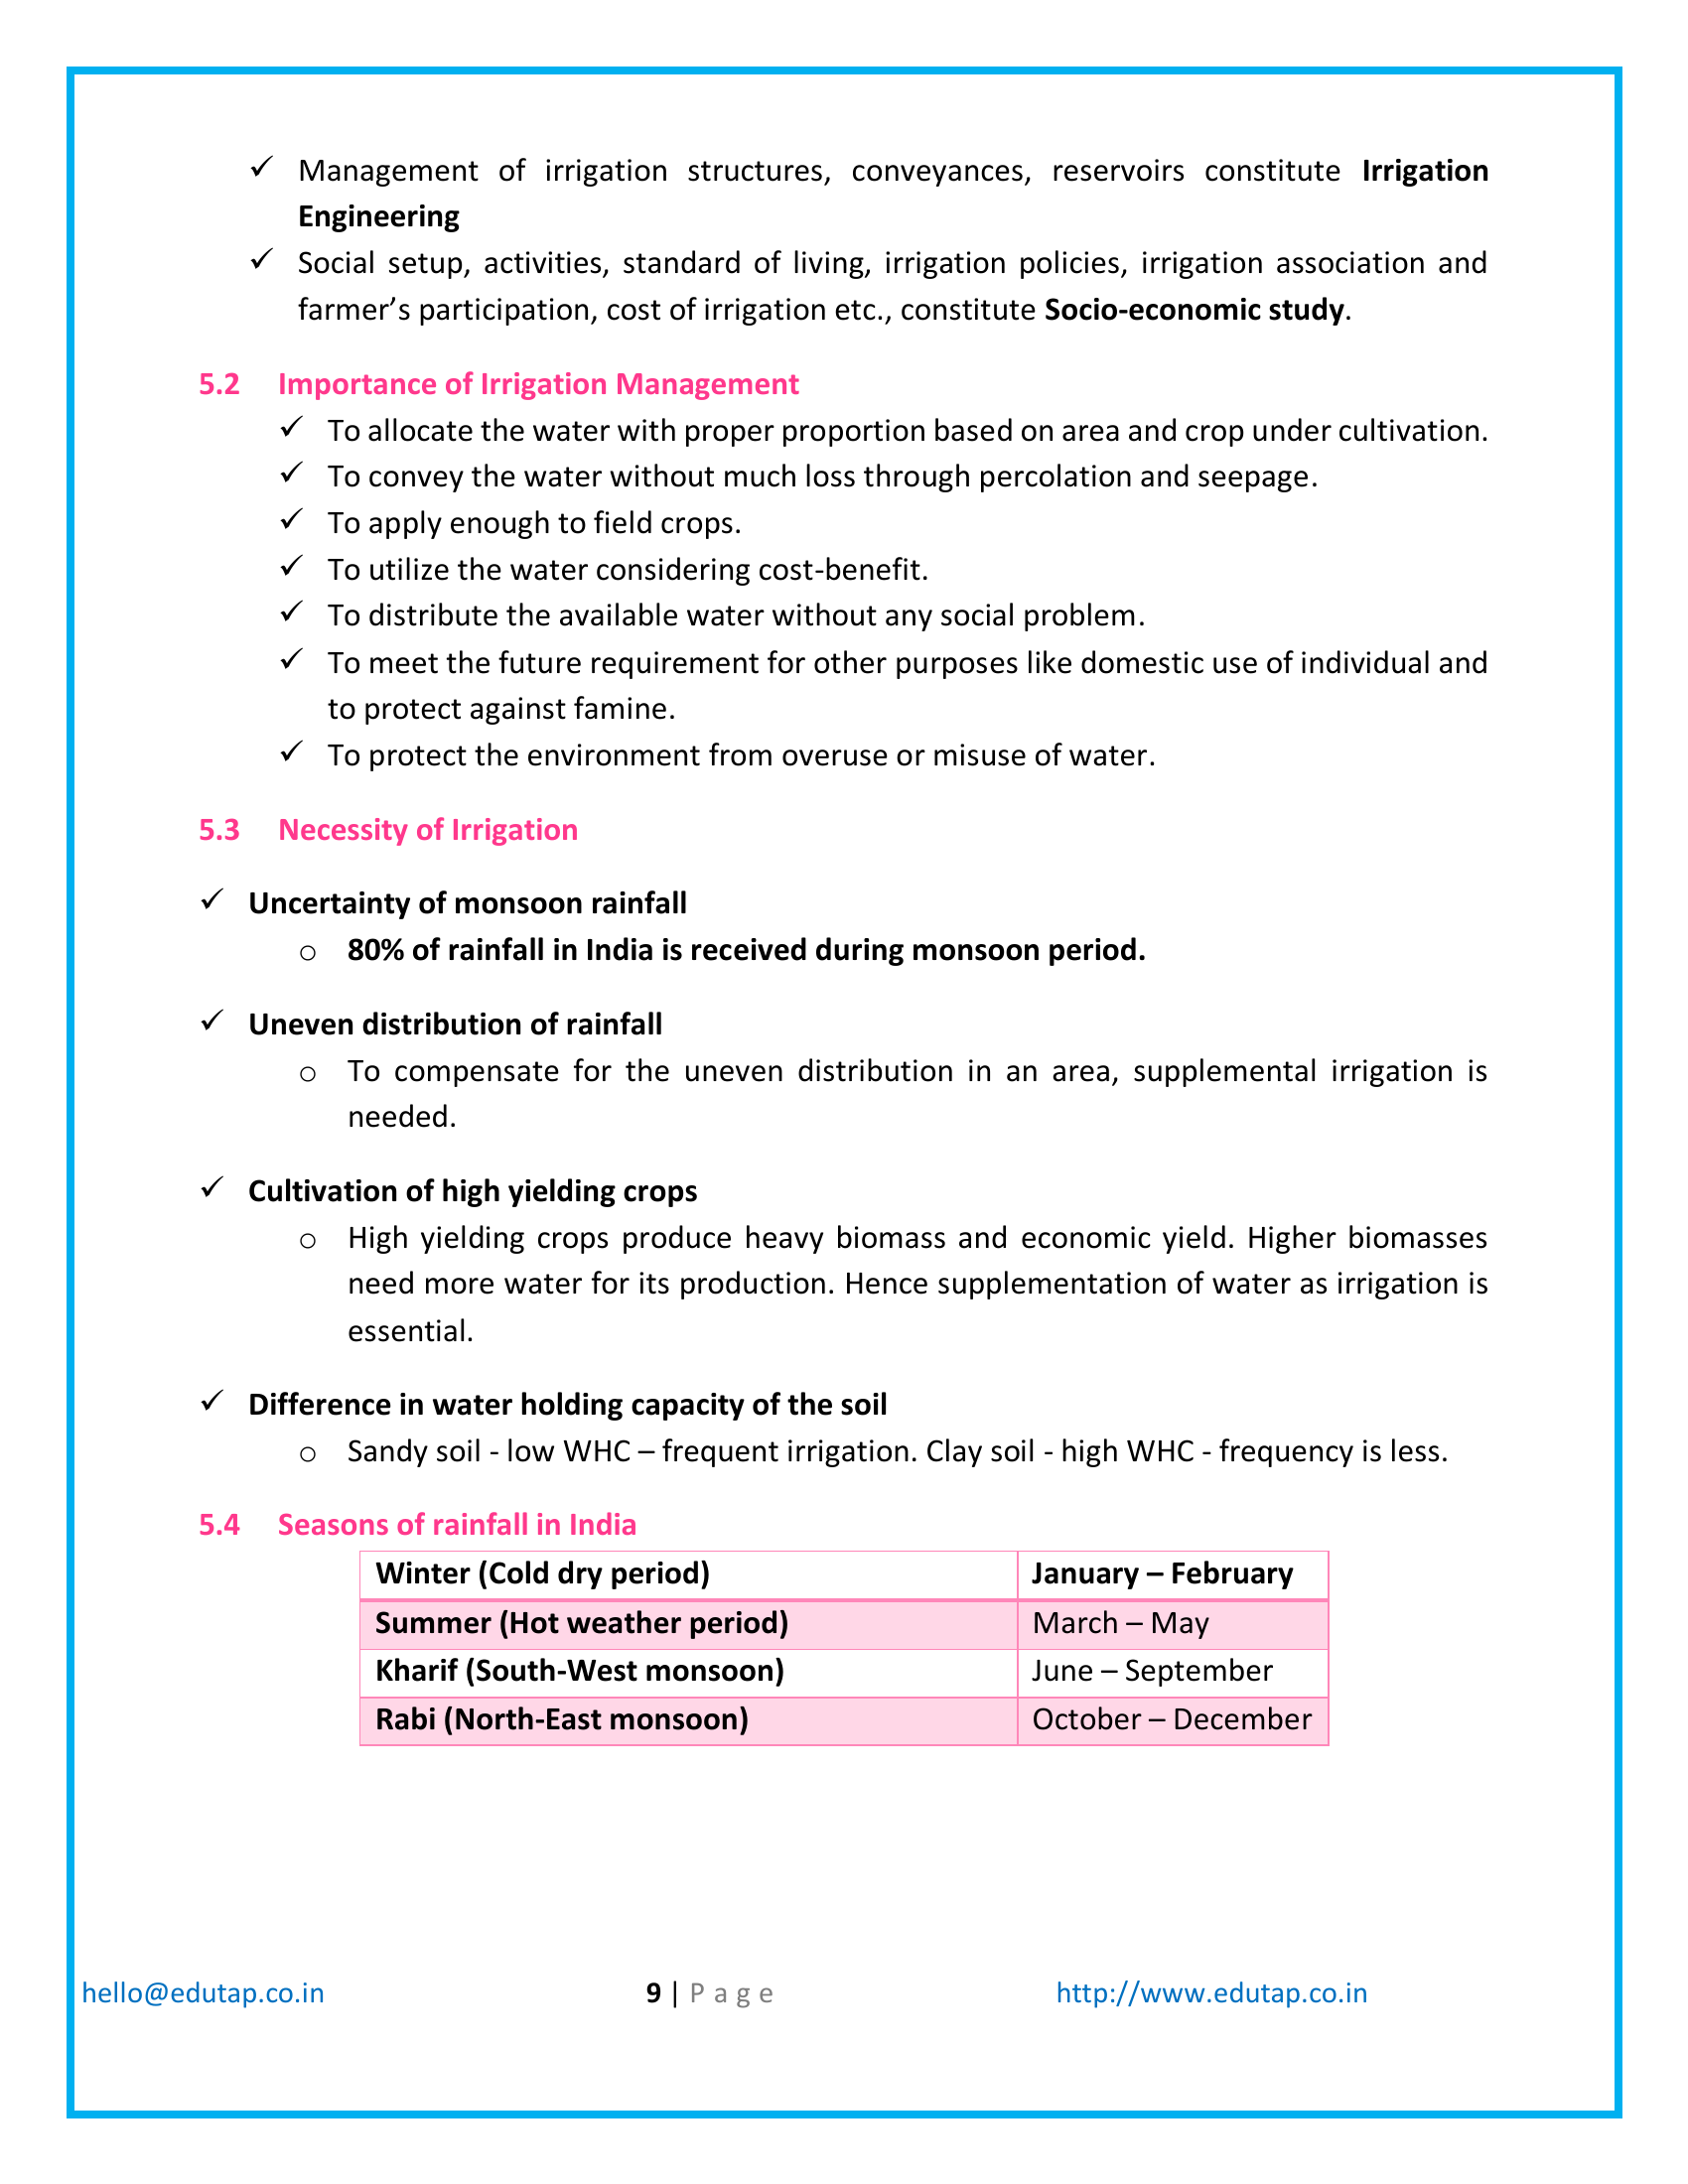 ✓ Management of irrigation structures, conveyances, reservoirs constitute Irrigation
Engineering
✓ Social setup, activities, standard of living, irrigation policies, irrigation association and
farmer’s participation, cost of irrigation etc., constitute Socio-economic study.
5.2 Importance of Irrigation Management
✓ To allocate the water with proper proportion based on area and crop under cultivation.
✓ To convey the water without much loss through percolation and seepage.
✓ To apply enough to field crops.
✓ To utilize the water considering cost-benefit.
✓ To distribute the available water without any social problem.
✓ To meet the future requirement for other purposes like domestic use of individual and
to protect against famine.
✓ To protect the environment from overuse or misuse of water.
5.3 Necessity of Irrigation
✓ Uncertainty of monsoon rainfall
o 80% of rainfall in India is received during monsoon period.
✓ Uneven distribution of rainfall
o To compensate for the uneven distribution in an area, supplemental irrigation is
needed.
✓ Cultivation of high yielding crops
o High yielding crops produce heavy biomass and economic yield. Higher biomasses
need more water for its production. Hence supplementation of water as irrigation is
essential.
✓ Difference in water holding capacity of the soil
o Sandy soil - low WHC – frequent irrigation. Clay soil - high WHC - frequency is less.
5.4 Seasons of rainfall in India
Winter (Cold dry period) January – February
Summer (Hot weather period) March – May
Kharif (South-West monsoon) June – September
Rabi (North-East monsoon) October – December
hello@edutap.co.in 9 | P a g e http://www.edutap.co.in